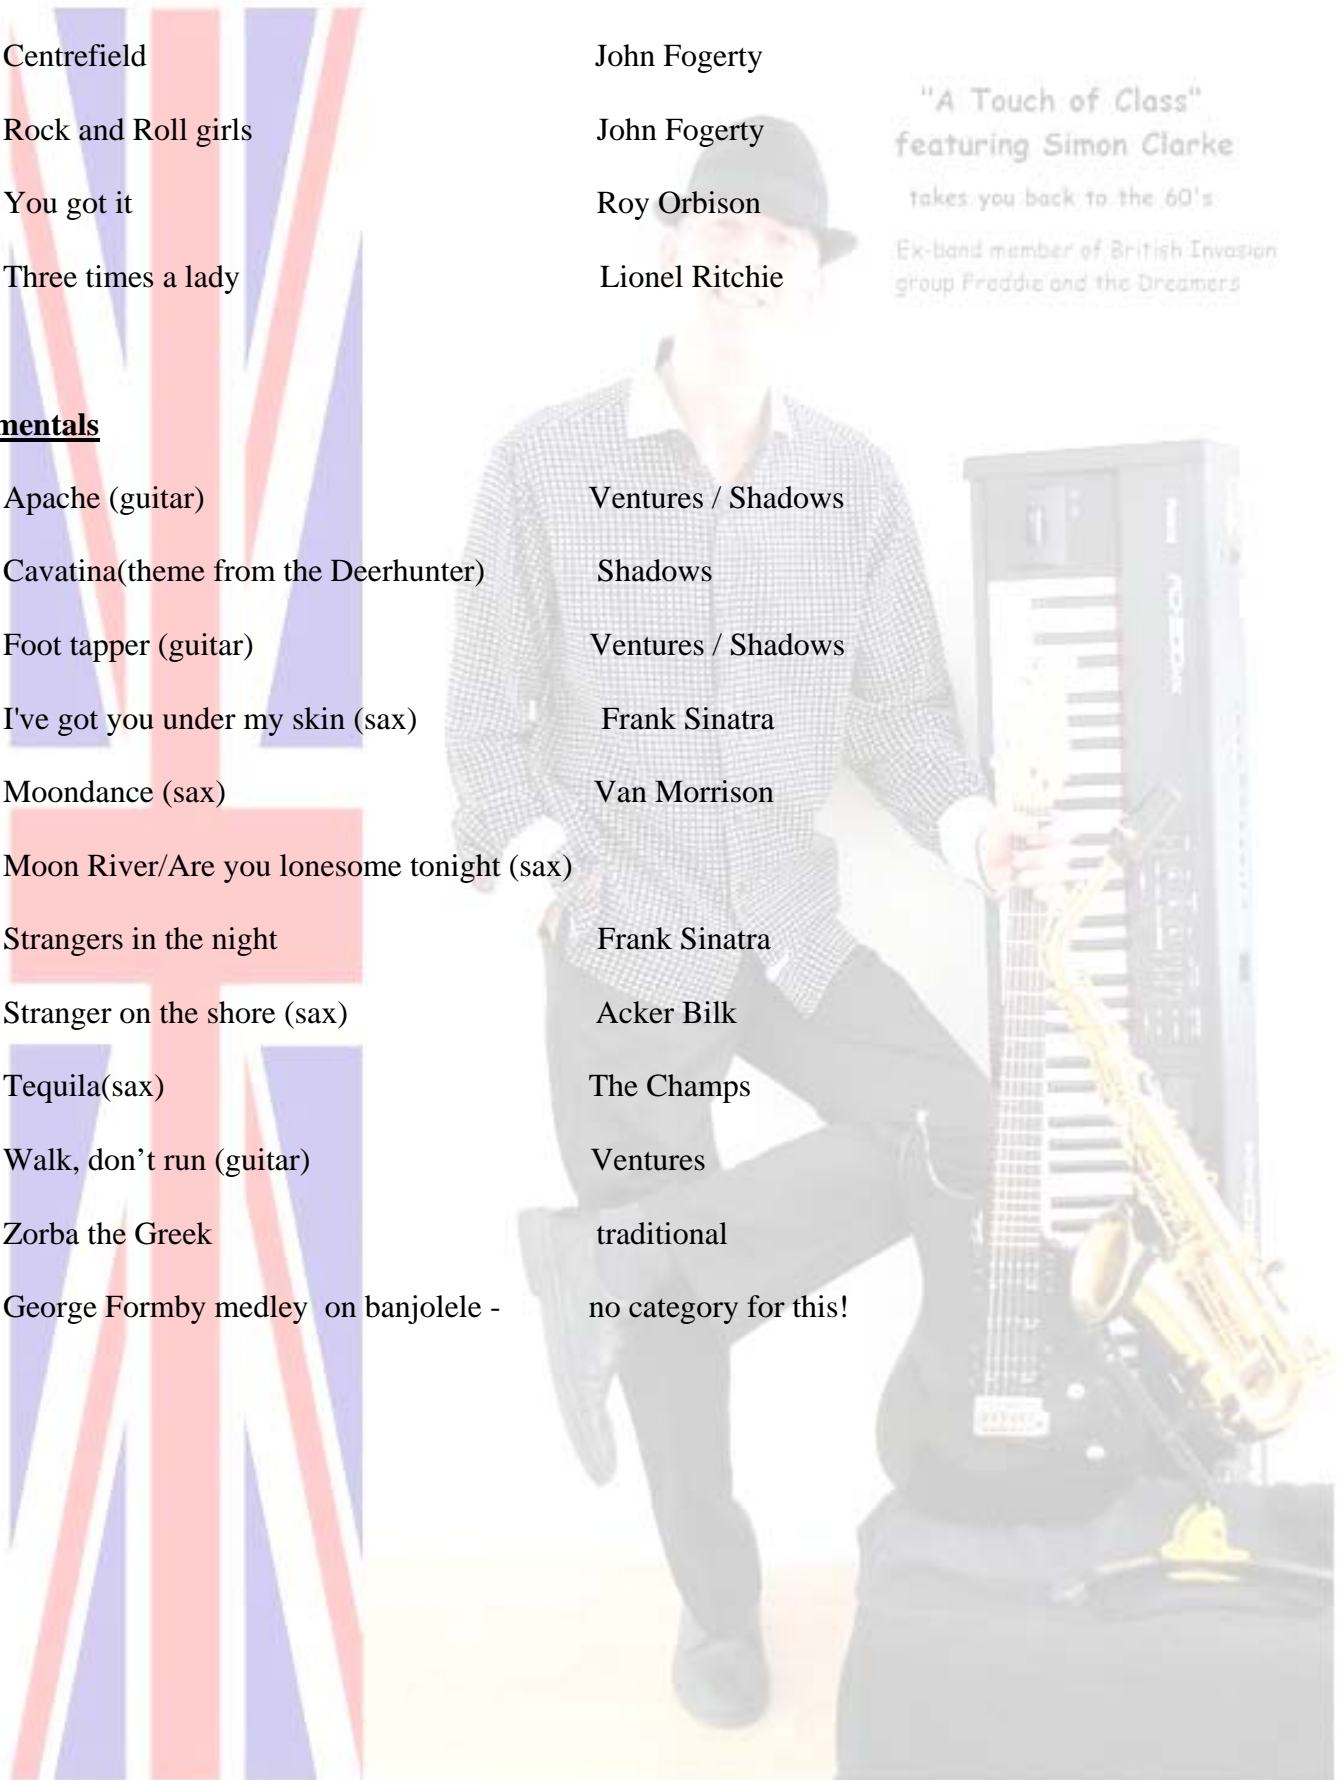 Centrefield John Fogerty
Rock and Roll girls John Fogerty
You got it Roy Orbison
Three times a lady Lionel Ritchie
"A Touch of Class"
featuring Simon Clarke
takes you back to the 60's
Ex-band member of British Invasion
group Freddie and the Dreamers
mentals
Apache (guitar) Ventures / Shadows
Cavatina(theme from the Deerhunter) Shadows
Foot tapper (guitar) Ventures / Shadows
I've got you under my skin (sax) Frank Sinatra
Moondance (sax) Van Morrison
Moon River/Are you lonesome tonight (sax)
Strangers in the night Frank Sinatra
Stranger on the shore (sax) Acker Bilk
Tequila(sax) The Champs
Walk, don’t run (guitar) Ventures
Zorba the Greek traditional
George Formby medley on banjolele - no category for this!